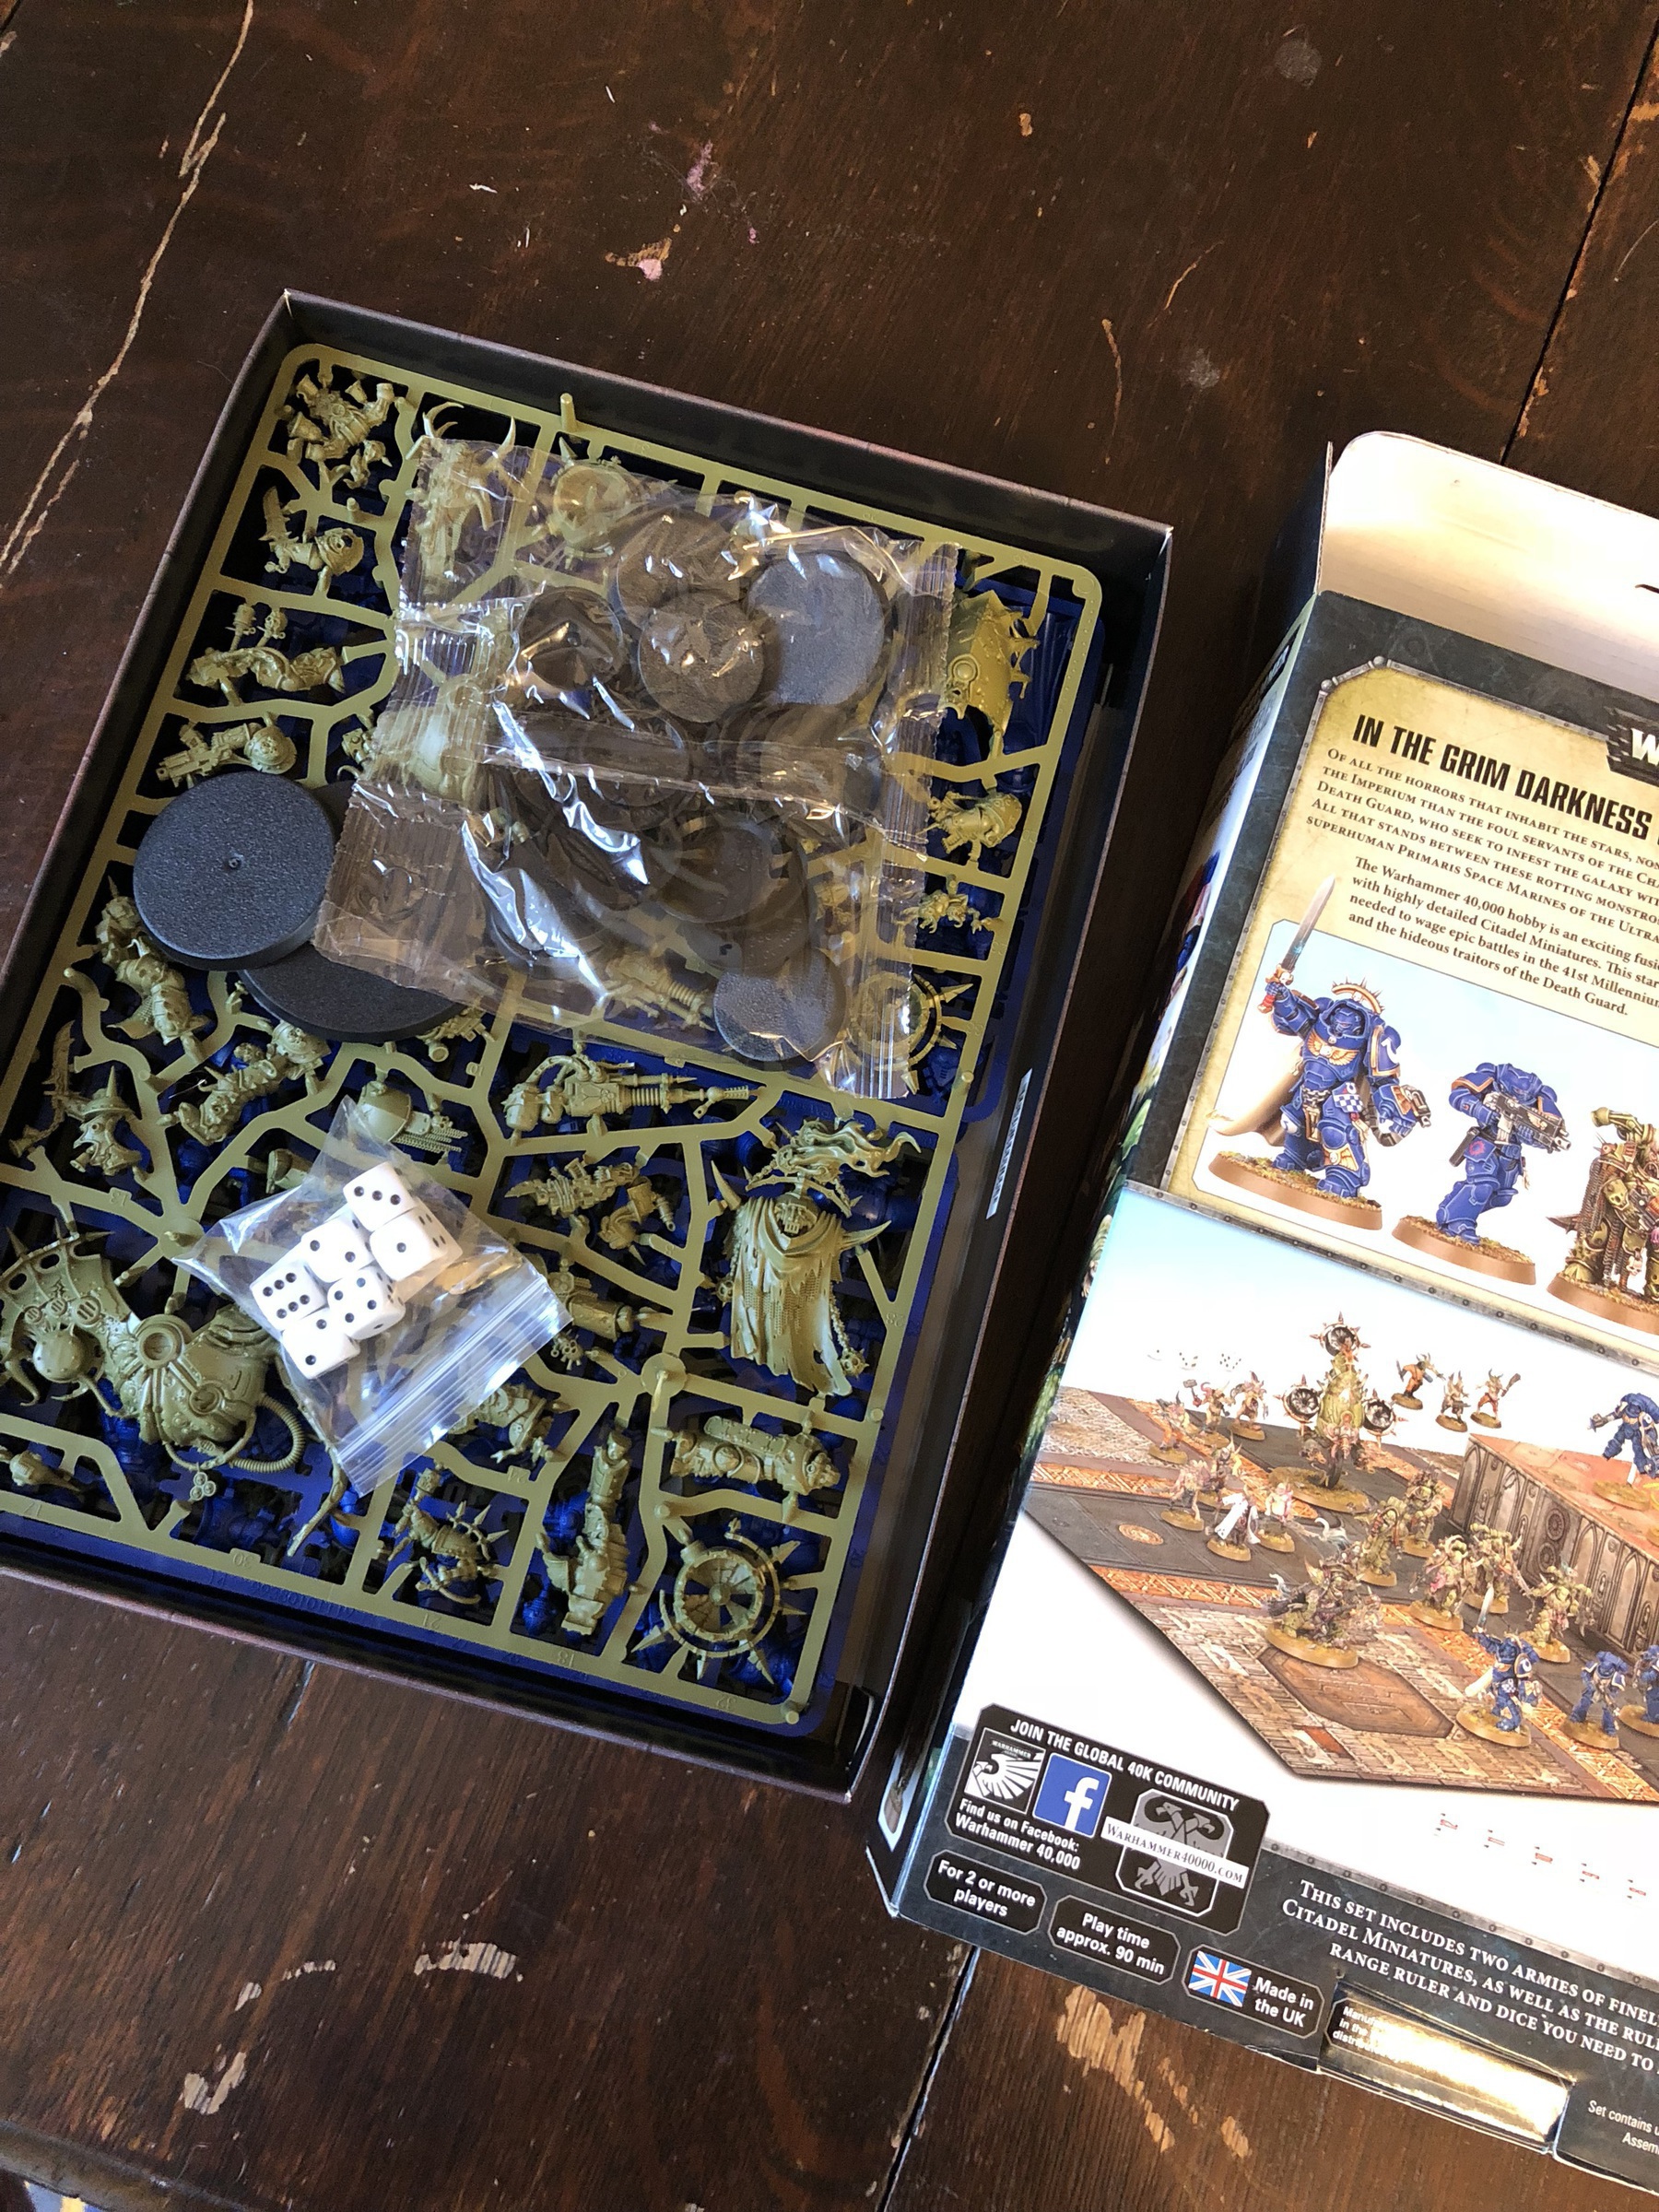 IN THE GRIM DARKNESS
OF ALL THE HORRORS THAT INHABIT THE STARS,
THE IMPERIUM THAN THE FOUL SERVANTS OF THE
DEATH GUARD, WHO SEEK TO INFEST THE GALAXY
ALL THAT STANDS BETWEEN THESE ROTTING
SUPERHUMAN PRIMARIS SPACE MARINES OF THE
The Warhammer 40,000 hobby is an exciting
with highly detailed Citadel Miniatures. This
needed to wage epic battles in the 41st
and the hideous traitors of the Death Guard.
JOIN THE GLOBAL 40K COMMUNITY
WARHAMMER
f
Find us on Facebook:
Warhammer 40,000
WARHAMMER40000.COM
For 2 or more
players
Play time
approx. 90 min
Made in
the UK
THIS SET INCLUDES TWO ARMIES OF
CITADEL MINIATURES, AS WELL AS THE
RANGE RULER AND DICE YOU NEED TO
Set contains